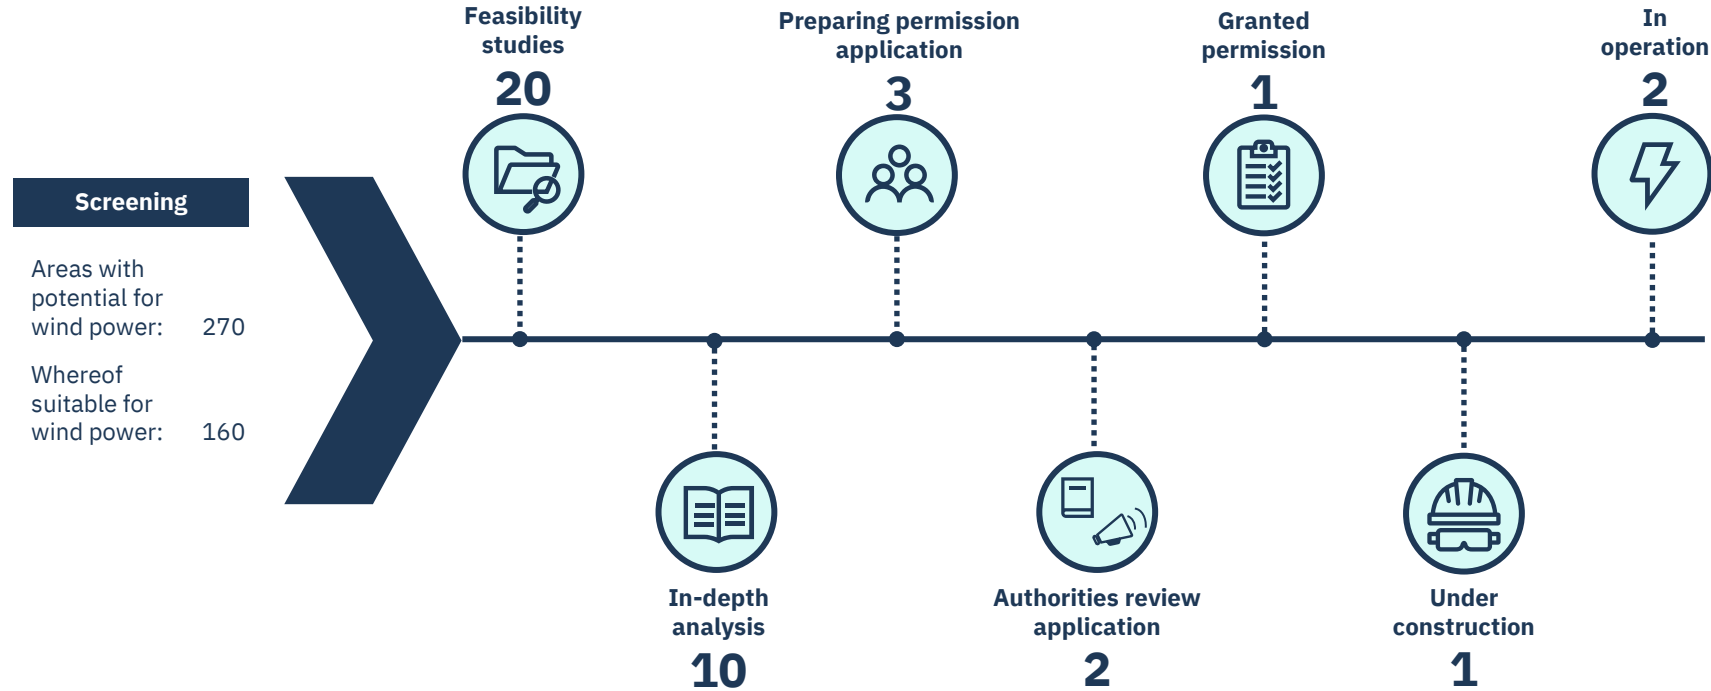 Screening
Areas with
potential for
wind power: 270
Whereof
suitable for
wind power: 160
Feasibility
studies
20
In-depth
analysis
10
Preparing permission
application
3
Authorities review
application
2
Granted
permission
1
Under
construction
1
In
operation
2